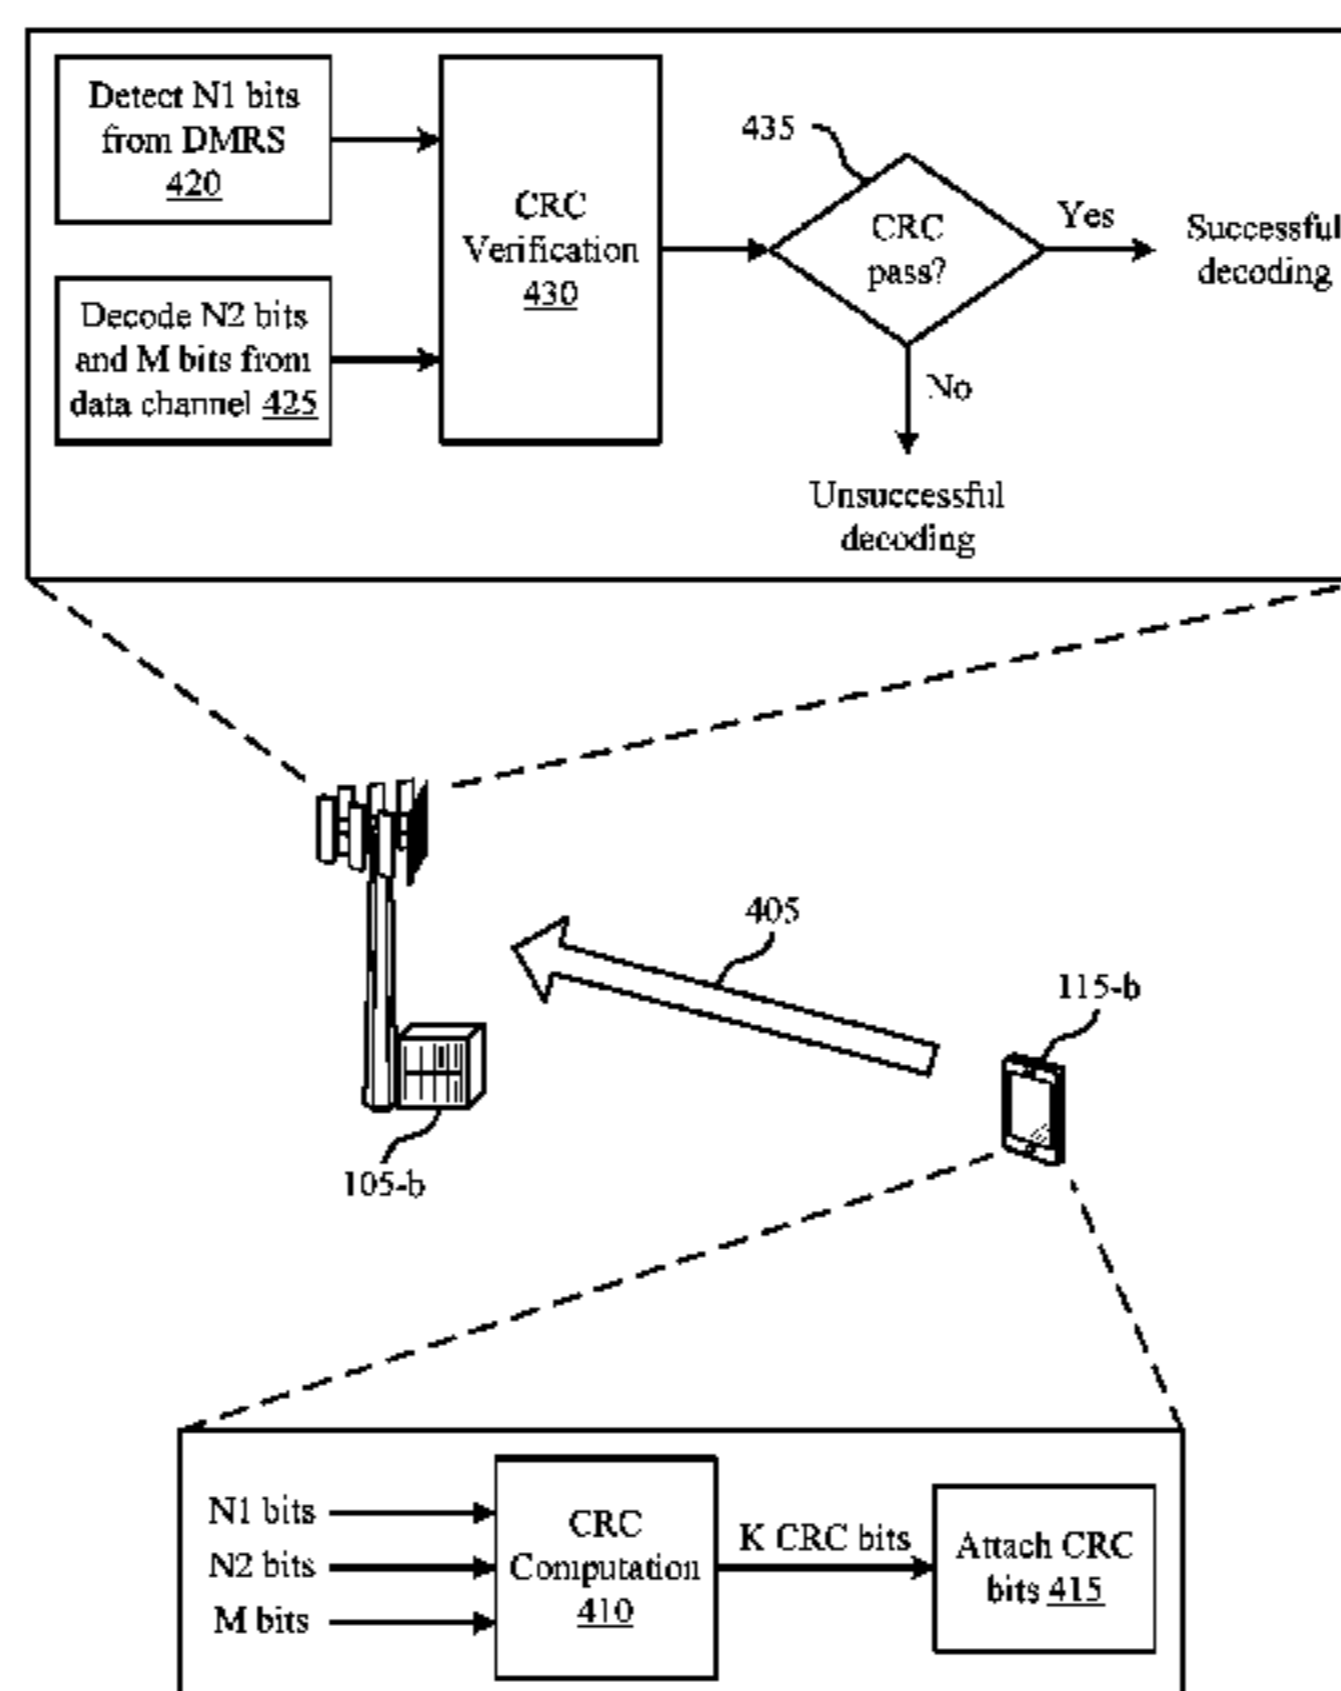 Detect N1 bits
from DMRS
420
Decode N2 bits
and M bits from
data channel 425
CRC
Verification
430
435
CRC
pass?
Yes
Successful
decoding
No
Unsuccessful
decoding
405
115-b
105-b
N1 bits
N2 bits
M bits
CRC
Computation
410
K CRC bits
Attach CRC
bits 415